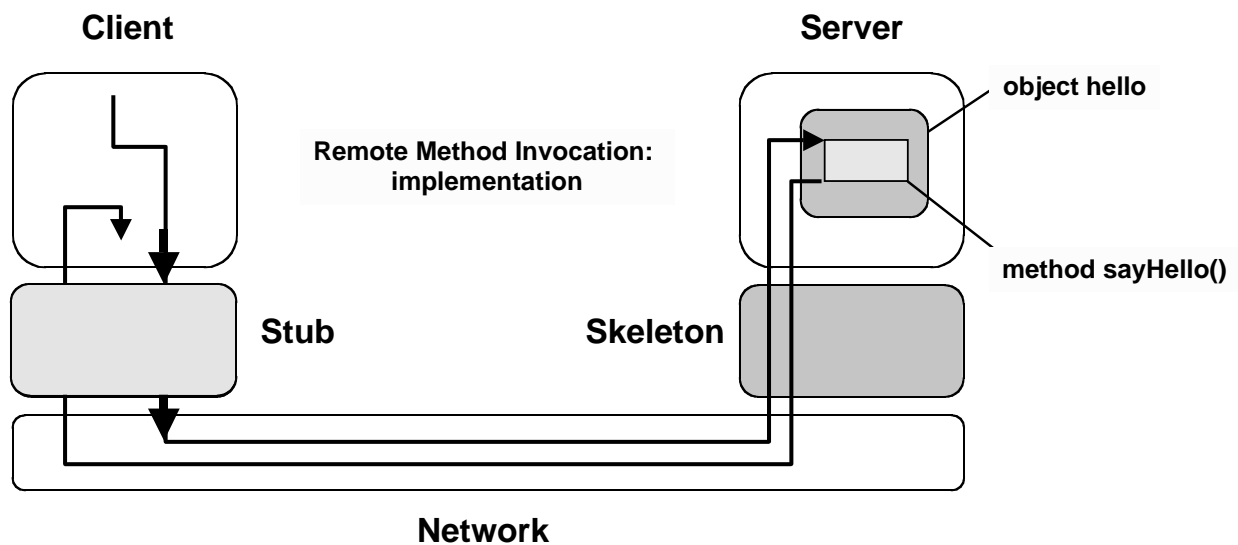 Client
Server
object hello
Remote Method Invocation:
implementation
method sayHello()
Stub
Skeleton
Network